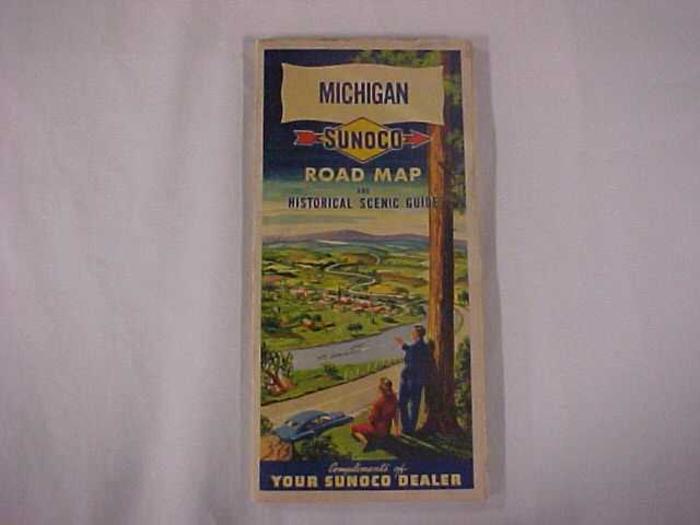 MICHIGAN
SUNOCO
ROAD MAP
AND
HISTORICAL SCENIC GUIDE
Compliments of
YOUR SUNOCO DEALER